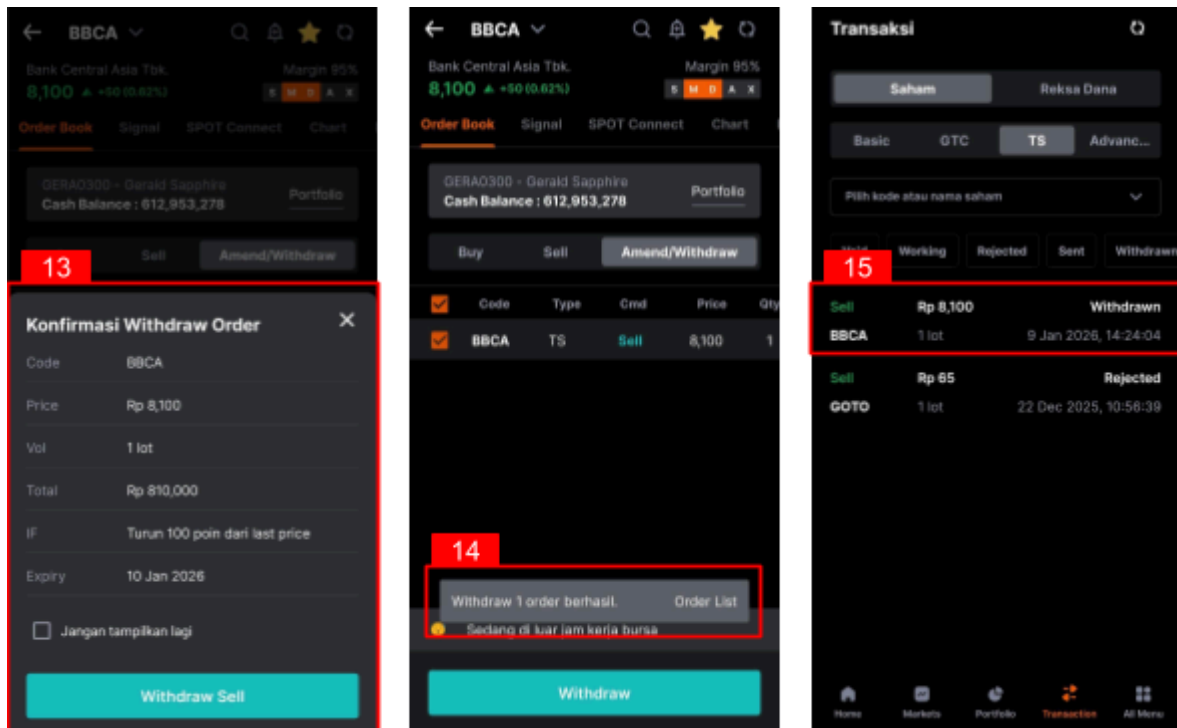 BBCA
Bank Central Asia Tbk. Margin 95%
8,100 +50 (0.62%) S M D A X
Order Book Signal SPOT Connect Chart
GERA0300 - Gerald Sapphire
Cash Balance : 612,953,278 Portfolio
Sell Amend/Withdraw
13
Konfirmasi Withdraw Order
Code BBCA
Price Rp 8,100
Vol 1 lot
Total Rp 810,000
IF Turun 100 poin dari last price
Expiry 10 Jan 2026
Jangan tampilkan lagi
Withdraw Sell
BBCA
Bank Central Asia Tbk. Margin 95%
8,100 +50 (0.62%) S M D A X
Order Book Signal SPOT Connect Chart
GERA0300 - Gerald Sapphire
Cash Balance : 612,953,278 Portfolio
Buy Sell Amend/Withdraw
Code Type Cmd Price Qty
BBCA TS Sell 8,100 1
14
Withdraw 1 order berhasil. Order List
Sedang di luar jam kerja bursa
Withdraw
Transaksi
Saham Reksa Dana
Basic GTC TS Advanc...
Pilih kode atau nama saham
Working Rejected Sent Withdrawn
15
Sell Rp 8,100 Withdrawn
BBCA 1 lot 9 Jan 2026, 14:24:04
Sell Rp 65 Rejected
GOTO 1 lot 22 Dec 2025, 10:56:39
Home Markets Portfolio Transaction All Menu